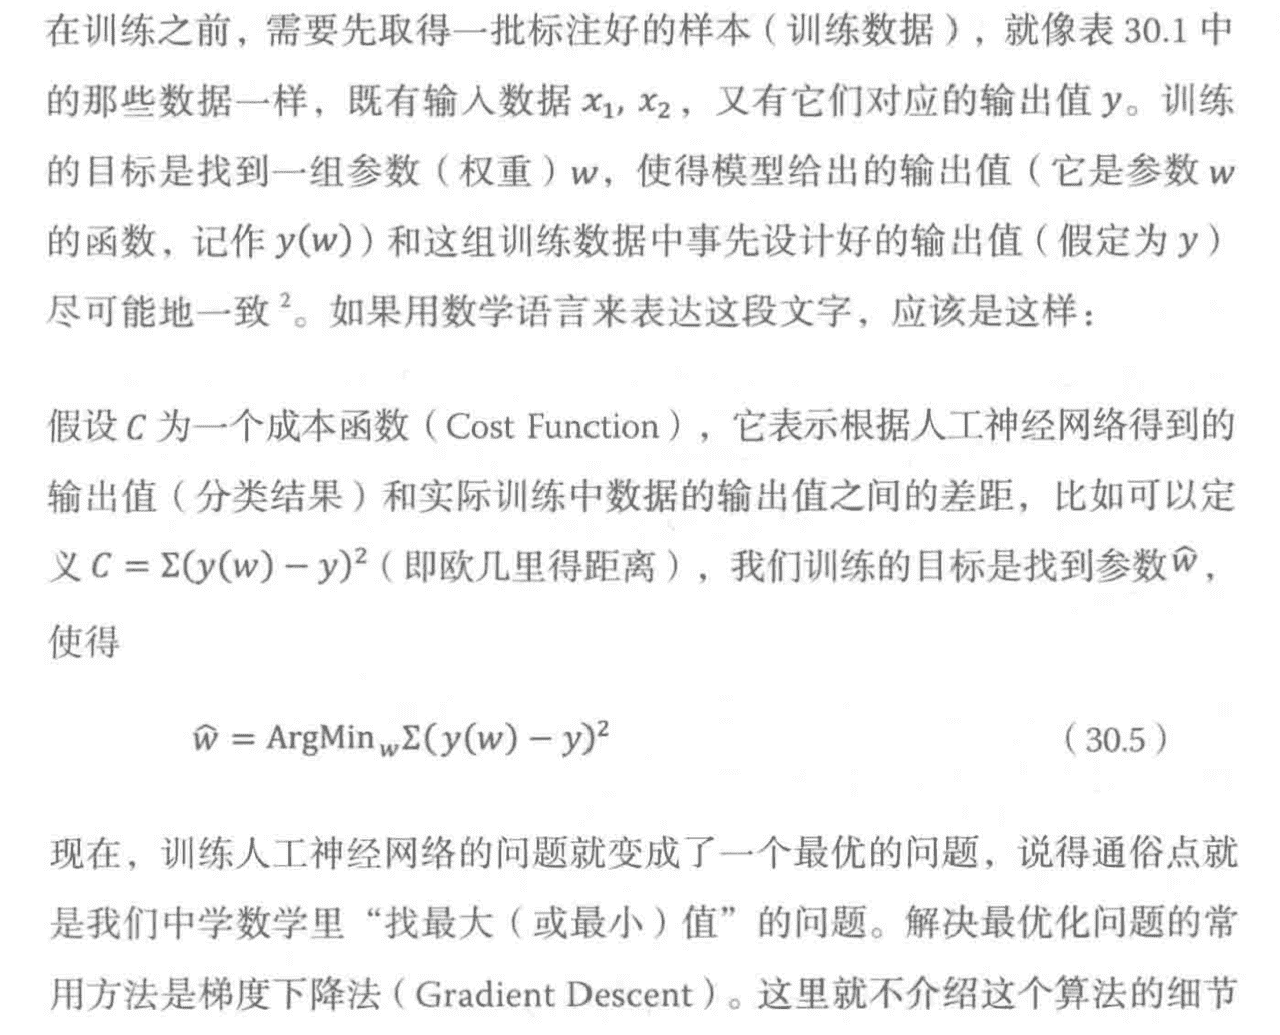 在训练之前，需要先取得一批标注好的样本（训练数据），就像表 30.1 中
的那些数据一样，既有输入数据 x₁, x₂，又有它们对应的输出值 y。训练
的目标是找到一组参数（权重）w，使得模型给出的输出值（它是参数 w
的函数，记作 y(w)）和这组训练数据中事先设计好的输出值（假定为 y）
尽可能地一致 ²。如果用数学语言来表达这段文字，应该是这样：
假设 C 为一个成本函数（Cost Function），它表示根据人工神经网络得到的
输出值（分类结果）和实际训练中数据的输出值之间的差距，比如可以定
义 C = Σ(y(w) − y)²（即欧几里得距离），我们训练的目标是找到参数ŵ，
使得
ŵ = ArgMin_w Σ(y(w) − y)² （30.5）
现在，训练人工神经网络的问题就变成了一个最优的问题，说得通俗点就
是我们中学数学里“找最大（或最小）值”的问题。解决最优化问题的常
用方法是梯度下降法（Gradient Descent）。这里就不介绍这个算法的细节